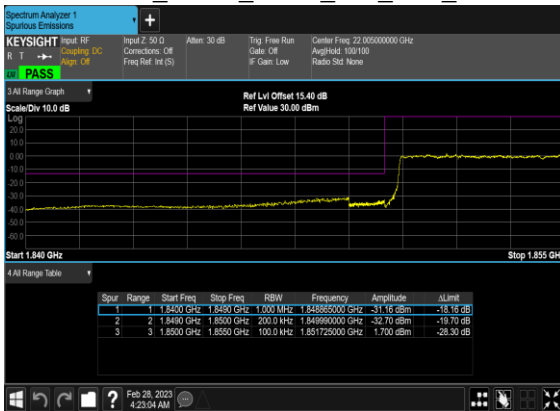 Spectrum Analyzer 1
Spurious Emissions
KEYSIGHT Input: RF Input Z: 50 Ω Atten: 30 dB Trig: Free Run Center Freq: 22.005000000 GHz
R T Coupling: DC Corrections: Off Gate: Off Avg|Hold: 100/100
Align: Off Freq Ref: Int (S) IF Gain: Low Radio Std: None
PASS
3 All Range Graph
Ref Lvl Offset 15.40 dB
Scale/Div 10.0 dB Ref Value 30.00 dBm
Log
20.0
10.0
0.00
-10.0
-20.0
-30.0
-40.0
-50.0
-60.0
Start 1.840 GHz Stop 1.855 GH
4 All Range Table
Spur Range Start Freq Stop Freq RBW Frequency Amplitude ΔLimit
1 1 1.8400 GHz 1.8490 GHz 1.000 MHz 1.848865000 GHz -31.16 dBm -18.16 dB
2 2 1.8490 GHz 1.8500 GHz 200.0 kHz 1.849990000 GHz -32.70 dBm -19.70 dB
3 3 1.8500 GHz 1.8550 GHz 100.0 kHz 1.851725000 GHz 1.700 dBm -28.30 dB
Feb 28, 2023
4:23:04 AM